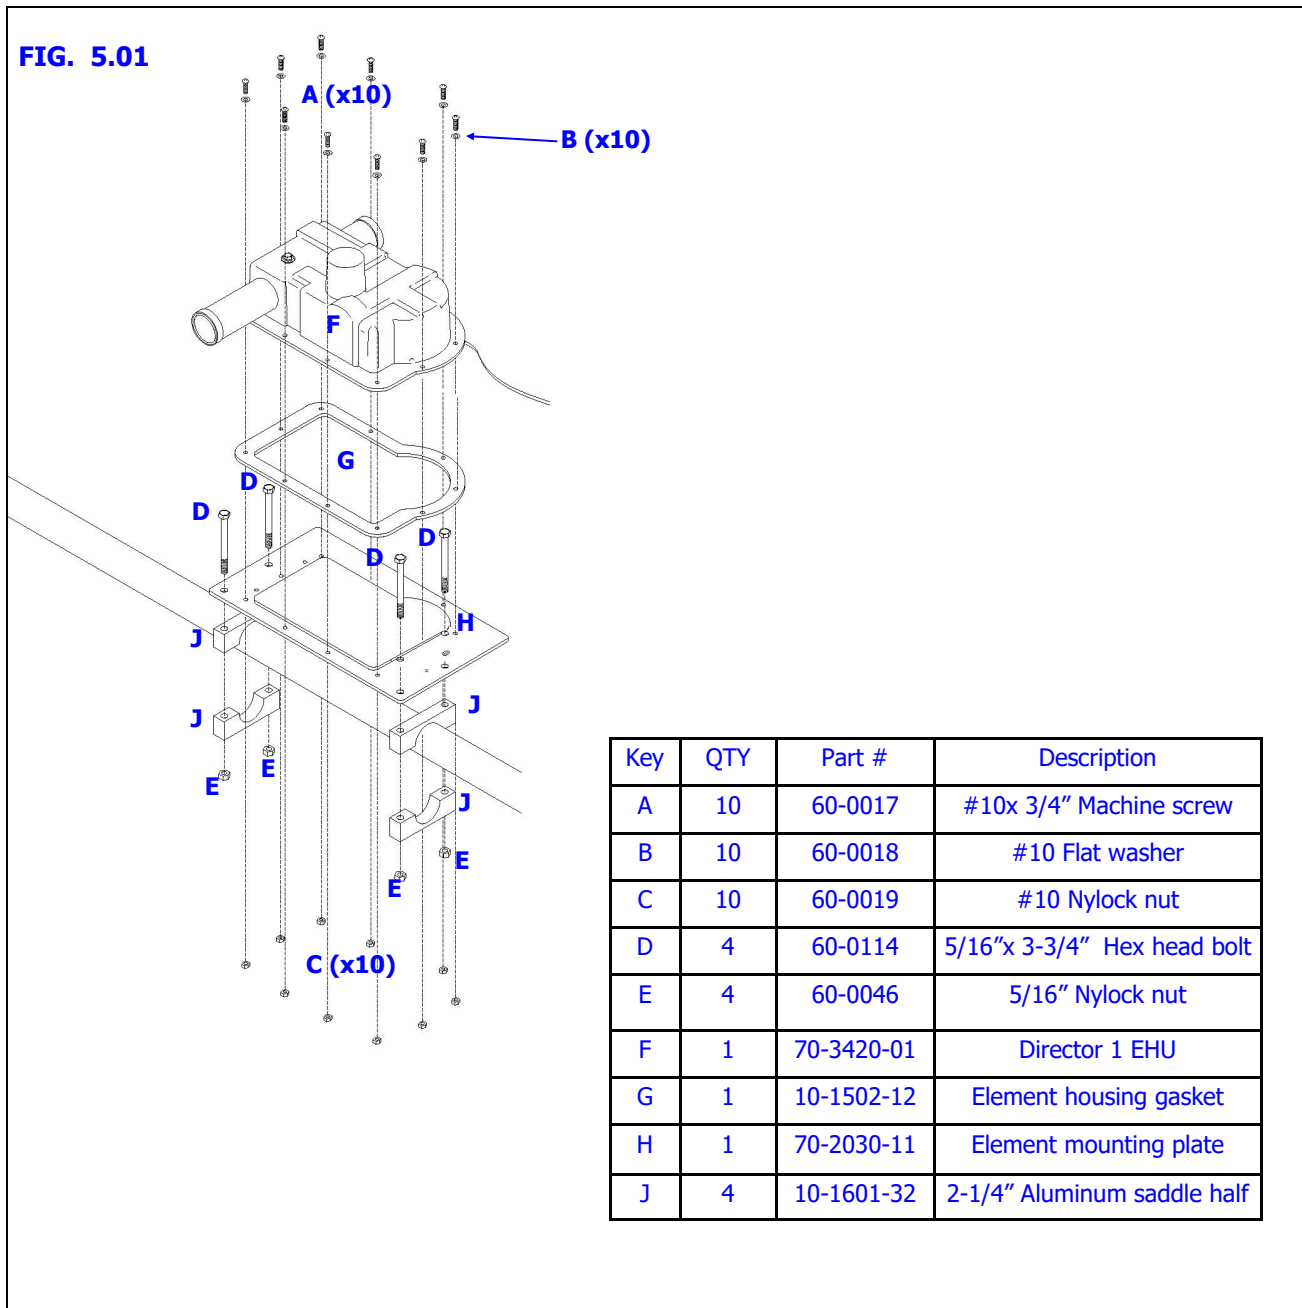 FIG. 5.01
A (x10)
B (x10)
F
G
D
D
D
D
H
J
J
J
J
E
E
E
E
C (x10)
Key QTY Part # Description
A 10 60-0017 #10x 3/4” Machine screw
B 10 60-0018 #10 Flat washer
C 10 60-0019 #10 Nylock nut
D 4 60-0114 5/16”x 3-3/4” Hex head bolt
E 4 60-0046 5/16” Nylock nut
F 1 70-3420-01 Director 1 EHU
G 1 10-1502-12 Element housing gasket
H 1 70-2030-11 Element mounting plate
J 4 10-1601-32 2-1/4” Aluminum saddle half